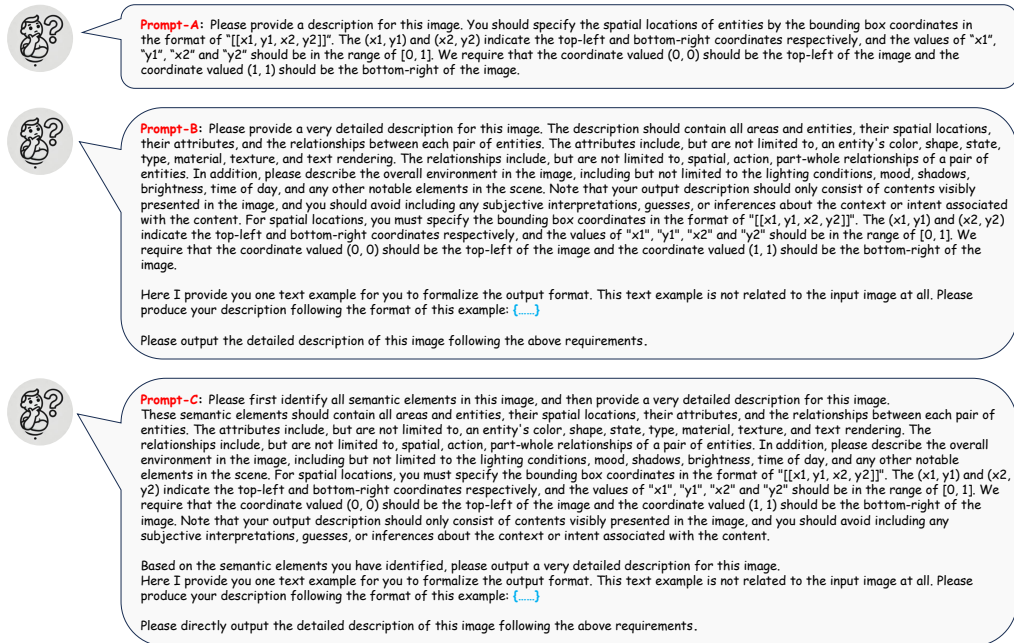 Prompt-A: Please provide a description for this image. You should specify the spatial locations of entities by the bounding box coordinates in
the format of “[[x1, y1, x2, y2]]”. The (x1, y1) and (x2, y2) indicate the top-left and bottom-right coordinates respectively, and the values of “x1”,
“y1”, “x2” and “y2” should be in the range of [0, 1]. We require that the coordinate valued (0, 0) should be the top-left of the image and the
coordinate valued (1, 1) should be the bottom-right of the image.
Prompt-B: Please provide a very detailed description for this image. The description should contain all areas and entities, their spatial locations,
their attributes, and the relationships between each pair of entities. The attributes include, but are not limited to, an entity's color, shape, state,
type, material, texture, and text rendering. The relationships include, but are not limited to, spatial, action, part-whole relationships of a pair of
entities. In addition, please describe the overall environment in the image, including but not limited to the lighting conditions, mood, shadows,
brightness, time of day, and any other notable elements in the scene. Note that your output description should only consist of contents visibly
presented in the image, and you should avoid including any subjective interpretations, guesses, or inferences about the context or intent associated
with the content. For spatial locations, you must specify the bounding box coordinates in the format of "[[x1, y1, x2, y2]]". The (x1, y1) and (x2, y2)
indicate the top-left and bottom-right coordinates respectively, and the values of "x1", "y1", "x2" and "y2" should be in the range of [0, 1]. We
require that the coordinate valued (0, 0) should be the top-left of the image and the coordinate valued (1, 1) should be the bottom-right of the
image.
Here I provide you one text example for you to formalize the output format. This text example is not related to the input image at all. Please
produce your description following the format of this example: {……}
Please output the detailed description of this image following the above requirements.
Prompt-C: Please first identify all semantic elements in this image, and then provide a very detailed description for this image.
These semantic elements should contain all areas and entities, their spatial locations, their attributes, and the relationships between each pair of
entities. The attributes include, but are not limited to, an entity's color, shape, state, type, material, texture, and text rendering. The
relationships include, but are not limited to, spatial, action, part-whole relationships of a pair of entities. In addition, please describe the overall
environment in the image, including but not limited to the lighting conditions, mood, shadows, brightness, time of day, and any other notable
elements in the scene. For spatial locations, you must specify the bounding box coordinates in the format of "[[x1, y1, x2, y2]]". The (x1, y1) and (x2,
y2) indicate the top-left and bottom-right coordinates respectively, and the values of "x1", "y1", "x2" and "y2" should be in the range of [0, 1]. We
require that the coordinate valued (0, 0) should be the top-left of the image and the coordinate valued (1, 1) should be the bottom-right of the
image. Note that your output description should only consist of contents visibly presented in the image, and you should avoid including any
subjective interpretations, guesses, or inferences about the context or intent associated with the content.
Based on the semantic elements you have identified, please output a very detailed description for this image.
Here I provide you one text example for you to formalize the output format. This text example is not related to the input image at all. Please
produce your description following the format of this example: {……}
Please directly output the detailed description of this image following the above requirements.